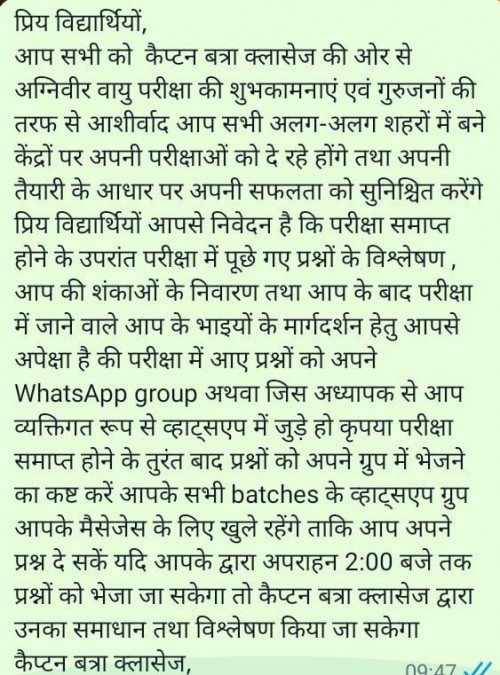 प्रिय विद्यार्थियों,
आप सभी को कैप्टन बत्रा क्लासेज की ओर से
अग्निवीर वायु परीक्षा की शुभकामनाएं एवं गुरुजनों की
तरफ से आशीर्वाद आप सभी अलग-अलग शहरों में बने
केंद्रों पर अपनी परीक्षाओं को दे रहे होंगे तथा अपनी
तैयारी के आधार पर अपनी सफलता को सुनिश्चित करेंगे
प्रिय विद्यार्थियों आपसे निवेदन है कि परीक्षा समाप्त
होने के उपरांत परीक्षा में पूछे गए प्रश्नों के विश्लेषण ,
आप की शंकाओं के निवारण तथा आप के बाद परीक्षा
में जाने वाले आप के भाइयों के मार्गदर्शन हेतु आपसे
अपेक्षा है की परीक्षा में आए प्रश्नों को अपने
WhatsApp group अथवा जिस अध्यापक से आप
व्यक्तिगत रूप से व्हाट्सएप में जुड़े हो कृपया परीक्षा
समाप्त होने के तुरंत बाद प्रश्नों को अपने ग्रुप में भेजने
का कष्ट करें आपके सभी batches के व्हाट्सएप ग्रुप
आपके मैसेजेस के लिए खुले रहेंगे ताकि आप अपने
प्रश्न दे सकें यदि आपके द्वारा अपराहन 2:00 बजे तक
प्रश्नों को भेजा जा सकेगा तो कैप्टन बत्रा क्लासेज द्वारा
उनका समाधान तथा विश्लेषण किया जा सकेगा
कैप्टन बत्रा क्लासेज,
09:47